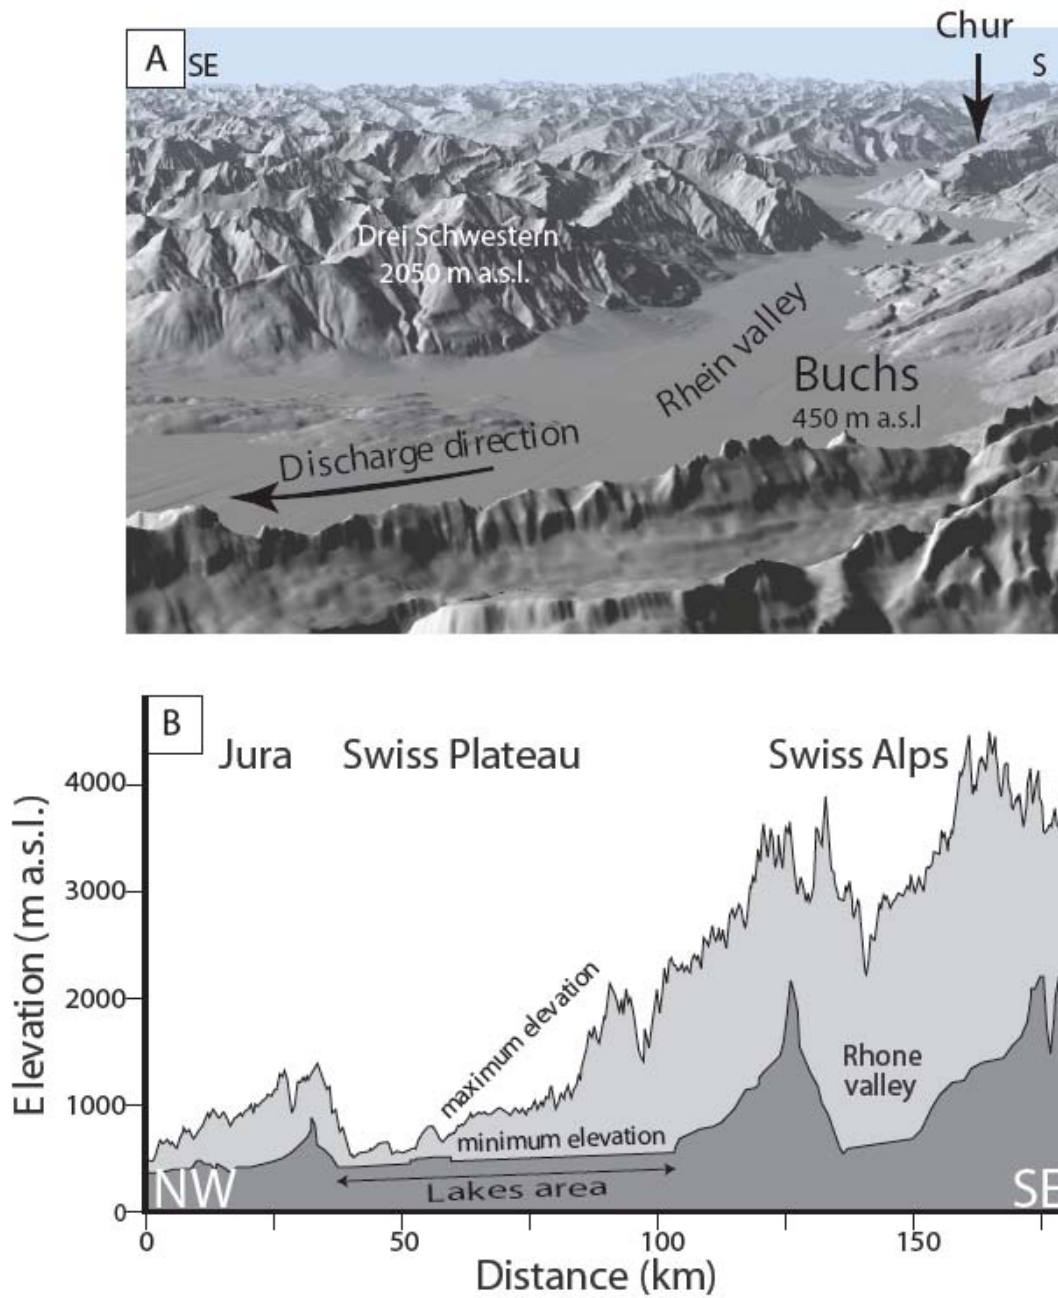 Chur
A
SE
S
Drei Schwestern
2050 m a.s.l.
Rhein valley
Buchs
450 m a.s.l
Discharge direction
B
Jura
Swiss Plateau
Swiss Alps
4000
3000
2000
1000
0
Elevation (m a.s.l.)
maximum elevation
Rhone
valley
minimum elevation
NW
Lakes area
SE
0
50
100
150
Distance (km)